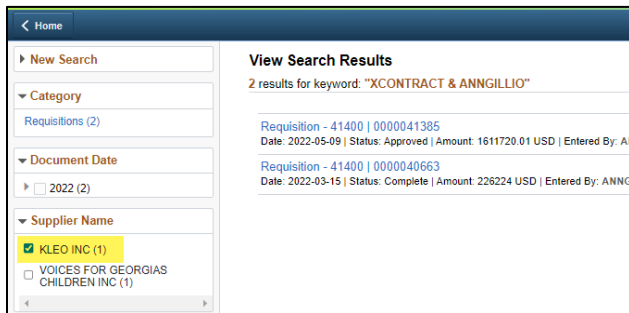 Home
New Search
Category
Requisitions (2)
Document Date
2022 (2)
Supplier Name
KLEO INC (1)
VOICES FOR GEORGIAS
CHILDREN INC (1)
View Search Results
2 results for keyword: "XCONTRACT & ANNGILLIO"
Requisition - 41400 | 0000041385
Date: 2022-05-09 | Status: Approved | Amount: 1611720.01 USD | Entered By:
Requisition - 41400 | 0000040663
Date: 2022-03-15 | Status: Complete | Amount: 226224 USD | Entered By: ANNG